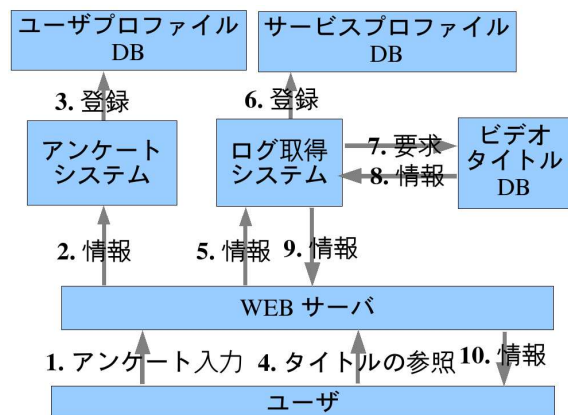 ユーザプロファイル
DB
サービスプロファイル
DB
3. 登録
6. 登録
アンケート
システム
ログ取得
システム
7. 要求
8. 情報
ビデオ
タイトル
DB
2. 情報
5. 情報
9. 情報
WEB サーバ
1. アンケート入力
4. タイトルの参照
10. 情報
ユーザ